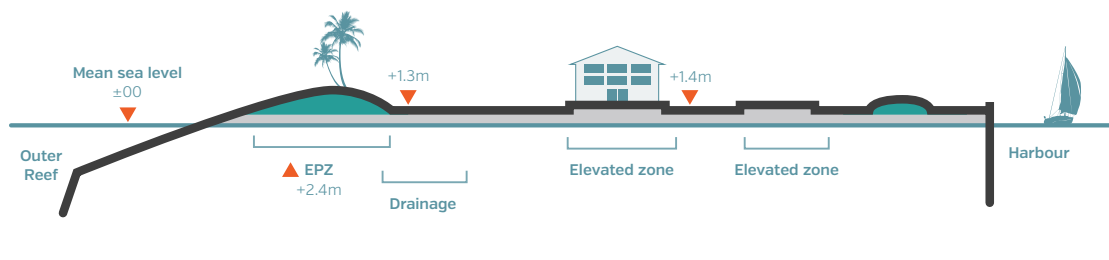 Mean sea level
±00
+1.3m
+1.4m
Outer
Reef
EPZ
+2.4m
Drainage
Elevated zone
Elevated zone
Harbour